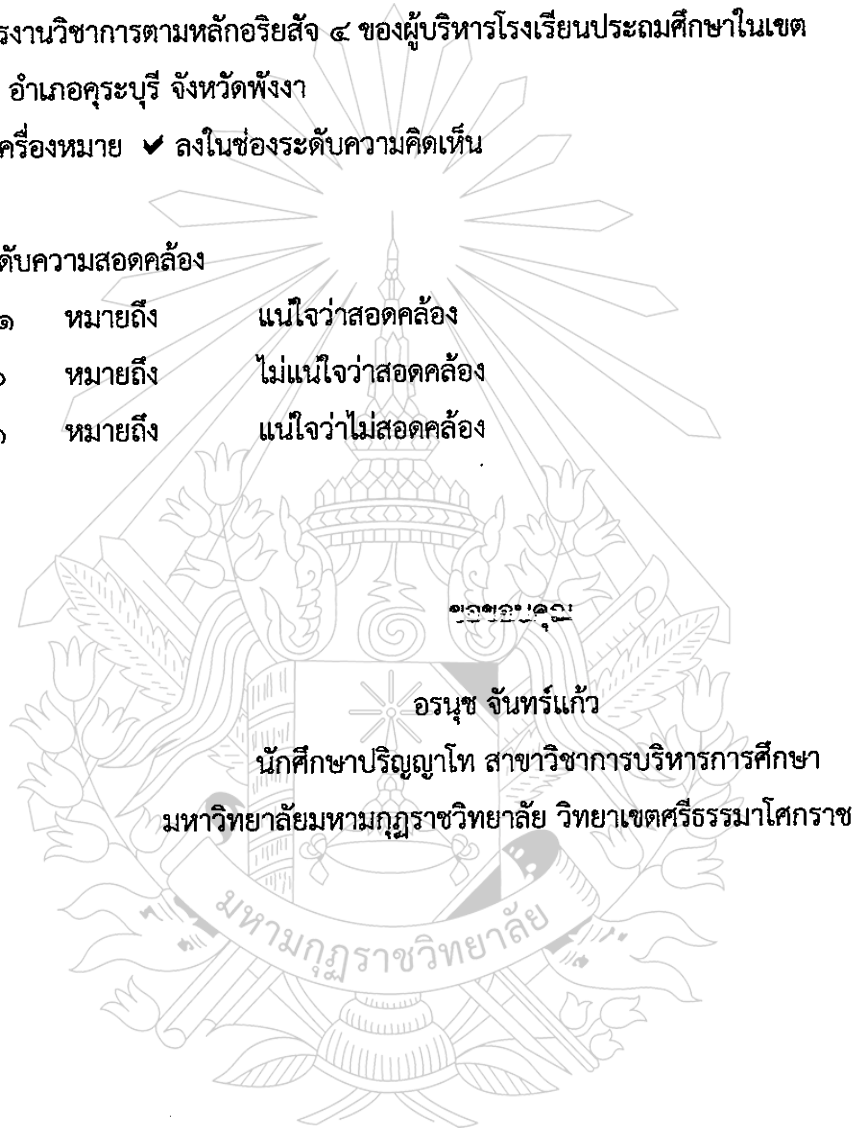 รงานวิชาการตามหลักอริยสัจ ๔ ของผู้บริหารโรงเรียนประถมศึกษาในเขต
อำเภอคุระบุรี จังหวัดพังงา
ครื่องหมาย ✔ ลงในช่องระดับความคิดเห็น
ดับความสอดคล้อง
๑ หมายถึง แน่ใจว่าสอดคล้อง
หมายถึง ไม่แน่ใจว่าสอดคล้อง
หมายถึง แน่ใจว่าไม่สอดคล้อง
ขอขอบคุณ
อรนุช จันทร์แก้ว
นักศึกษาปริญญาโท สาขาวิชาการบริหารการศึกษา
มหาวิทยาลัยมหามกุฏราชวิทยาลัย วิทยาเขตศรีธรรมาโศกราช
มหามกุฏราชวิทยาลัย